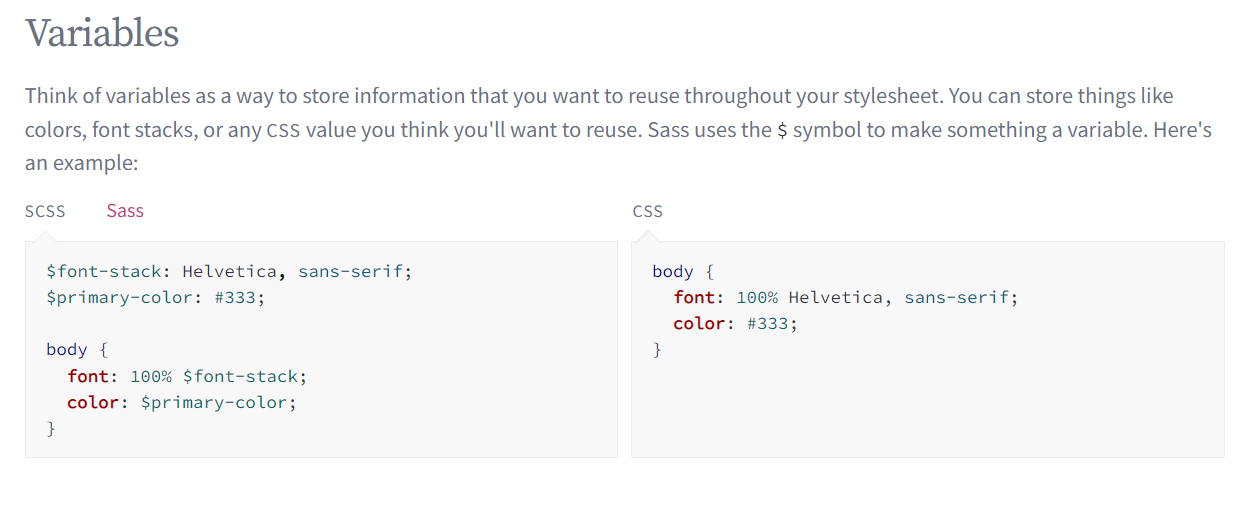 Variables
Think of variables as a way to store information that you want to reuse throughout your stylesheet. You can store things like
colors, font stacks, or any CSS value you think you'll want to reuse. Sass uses the $ symbol to make something a variable. Here's
an example:
SCSS Sass
$font-stack: Helvetica, sans-serif;
$primary-color: #333;
body {
  font: 100% $font-stack;
  color: $primary-color;
}
CSS
body {
  font: 100% Helvetica, sans-serif;
  color: #333;
}